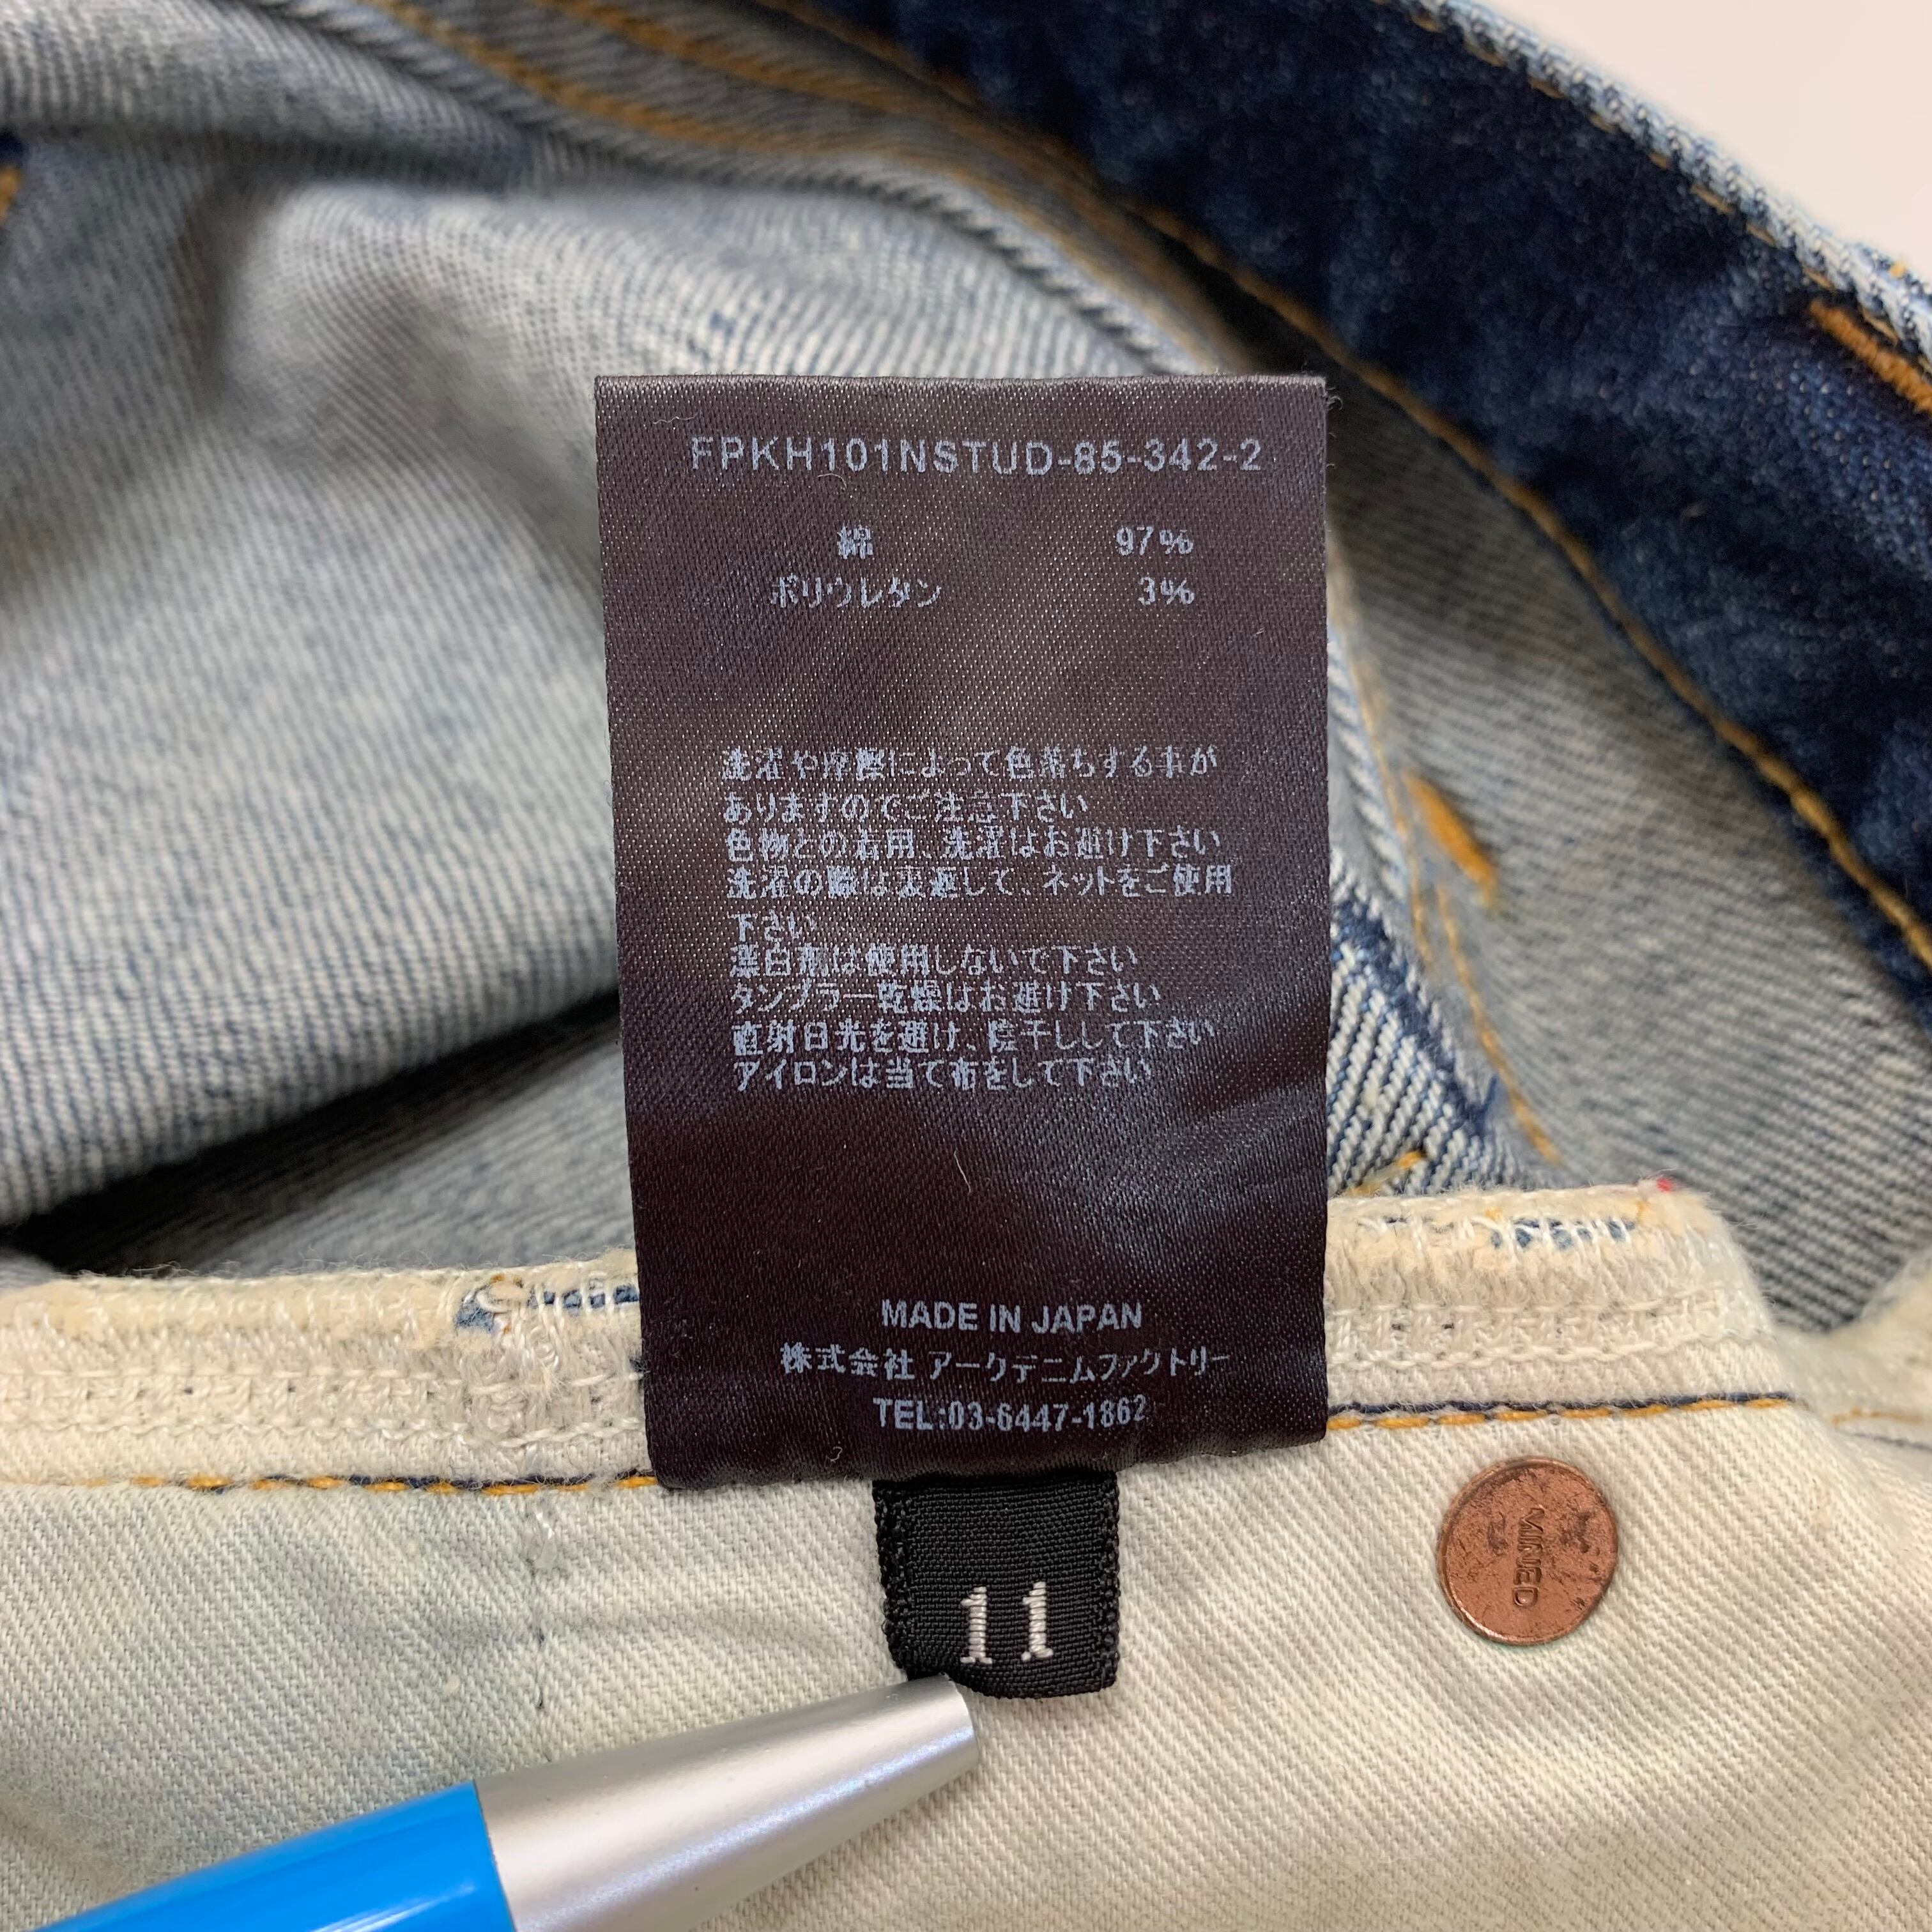 FPKH101NSTUD-85-342-2
綿 97%
ポリウレタン 3%
洗濯や摩擦によって色落ちする事が
ありますのでご注意下さい
色物との着用、洗濯はお避け下さい
洗濯の際は裏返して、ネットをご使用
下さい
漂白剤は使用しないで下さい
タンブラー乾燥はお避け下さい
直射日光を避け、陰干しして下さい
アイロンは当て布をして下さい
MADE IN JAPAN
株式会社 アークデニムファクトリー
TEL:03-6447-1862
11
MINED